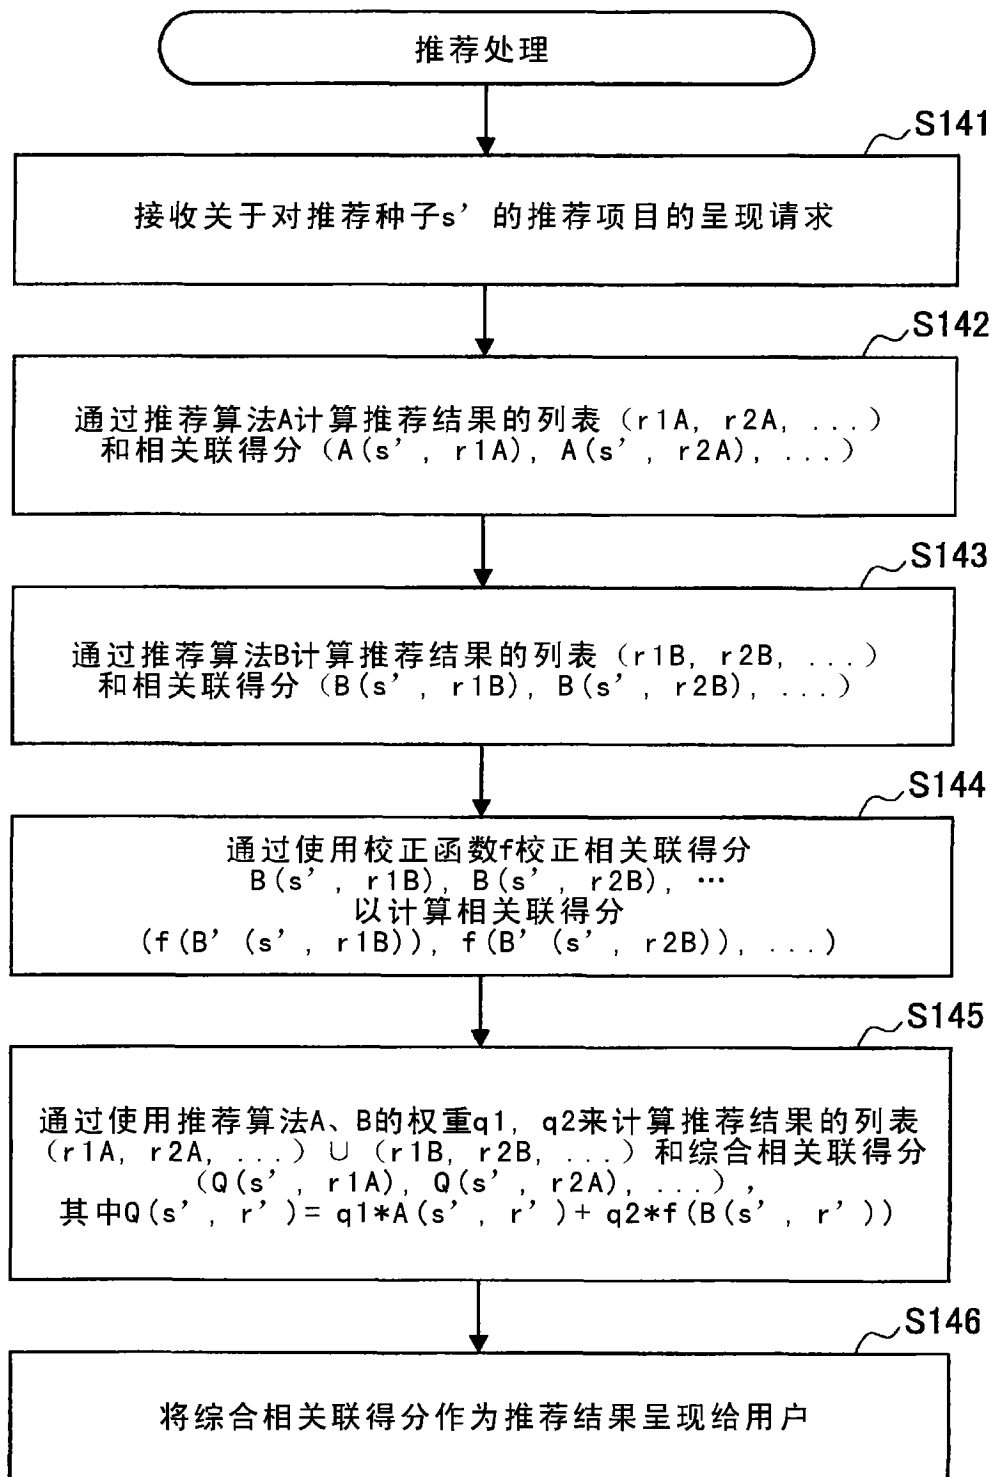 推荐处理
S141
接收关于对推荐种子s’的推荐项目的呈现请求
S142
通过推荐算法A计算推荐结果的列表（r1A, r2A, ...）
和相关联得分（A(s’, r1A), A(s’, r2A), ...）
S143
通过推荐算法B计算推荐结果的列表（r1B, r2B, ...）
和相关联得分（B(s’, r1B), B(s’, r2B), ...）
S144
通过使用校正函数f校正相关联得分
B(s’, r1B), B(s’, r2B), …
以计算相关联得分
(f(B’(s’, r1B)), f(B’(s’, r2B)), ...)
S145
通过使用推荐算法A、B的权重q1, q2来计算推荐结果的列表
（r1A, r2A, ...）∪（r1B, r2B, ...）和综合相关联得分
（Q(s’, r1A), Q(s’, r2A), ...），
其中Q(s’, r’)= q1*A(s’, r’)+ q2*f(B(s’, r’))
S146
将综合相关联得分作为推荐结果呈现给用户